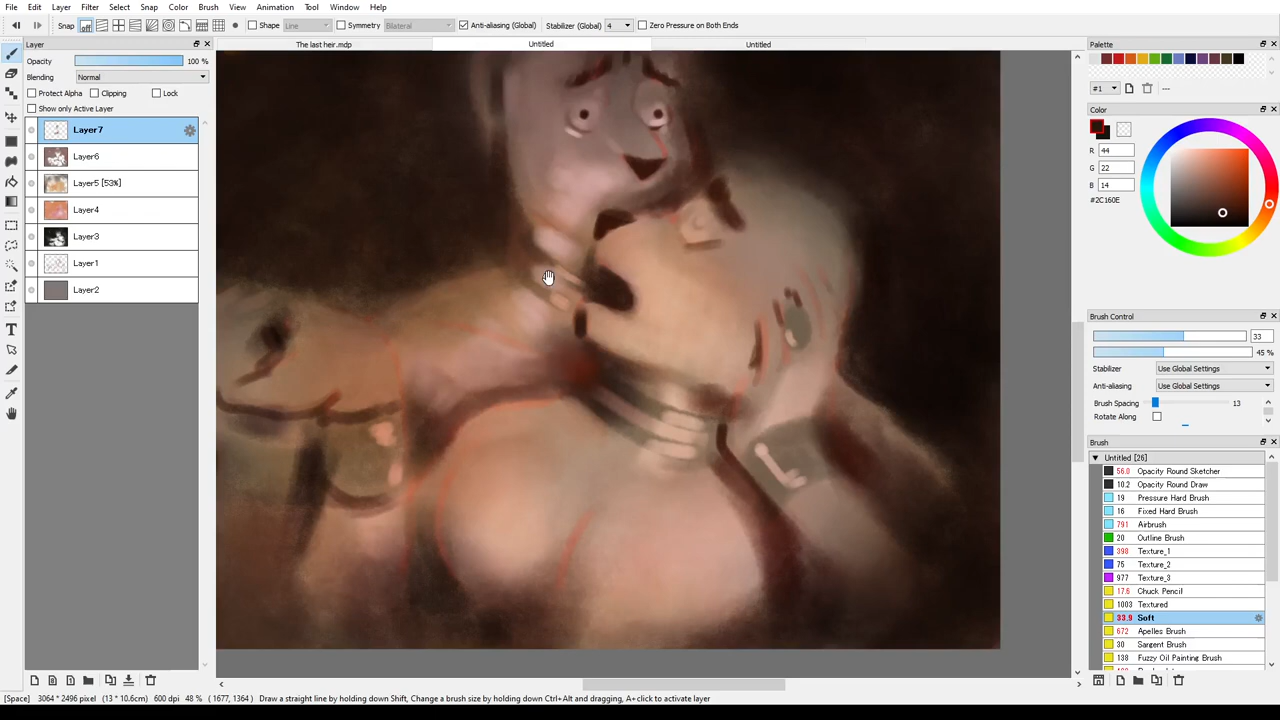 File Edit Layer Filter Select Snap Color Brush View Animation Tool Window Help
Snap off Shape Line Symmetry Bilateral Anti-aliasing (Global) Stabilizer (Global) 4 Zero Pressure on Both Ends
Layer
The last heir.mdp Untitled Untitled
Palette
Opacity 100 %
Blending Normal
Protect Alpha Clipping Lock
Show only Active Layer
Layer7
Layer6
Layer5 [53%]
Layer4
Layer3
Layer1
Layer2
#1 ---
Color
R 44
G 22
B 14
#2C160E
Brush Control
33
45 %
Stabilizer Use Global Settings
Anti-aliasing Use Global Settings
Brush Spacing 13
Rotate Along
Brush
Untitled [26]
56.0 Opacity Round Sketcher
10.2 Opacity Round Draw
19 Pressure Hard Brush
16 Fixed Hard Brush
791 Airbrush
20 Outline Brush
398 Texture_1
75 Texture_2
977 Texture_3
17.6 Chuck Pencil
1003 Textured
33.9 Soft
672 Apelles Brush
30 Sargent Brush
138 Fuzzy Oil Painting Brush
[Space] 3064 * 2496 pixel (13 * 10.6cm) 600 dpi 48 % (1677, 1364) Draw a straight line by holding down Shift, Change a brush size by holding down Ctrl+Alt and dragging, A+click to activate layer